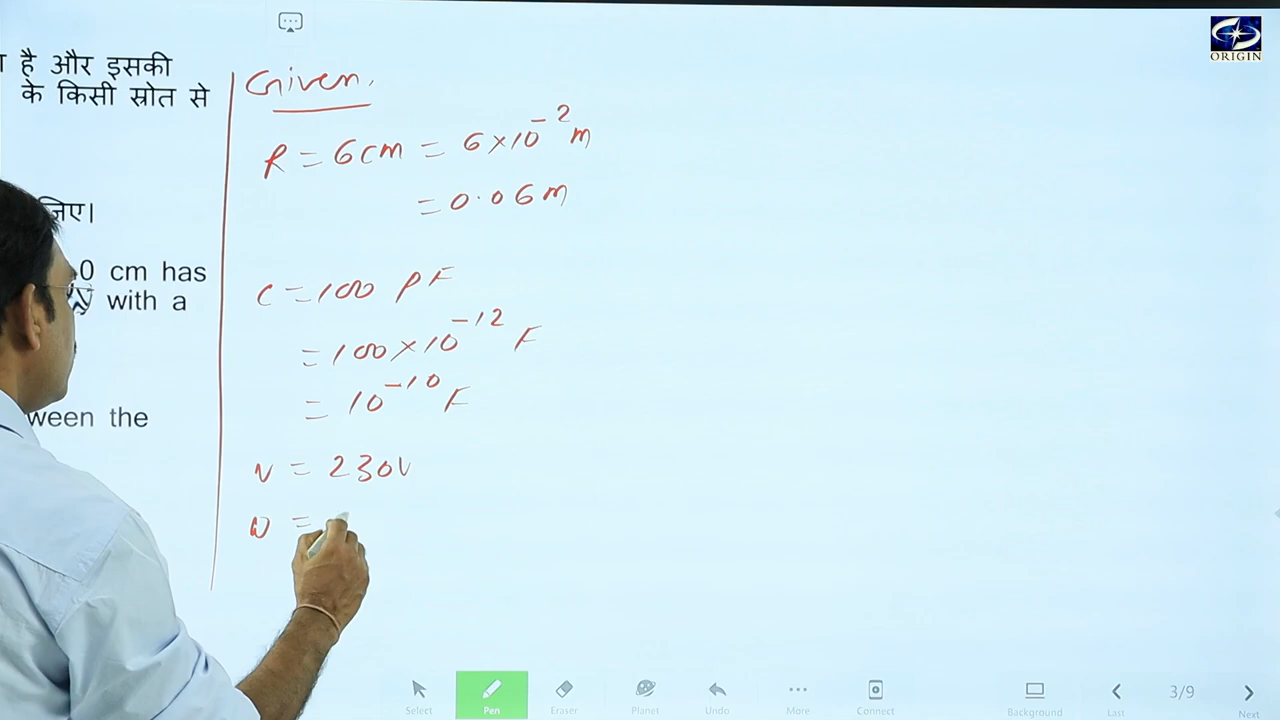 है और इसकी
के किसी स्रोत से
जिए।
0 cm has
with a
ween the
Given,
R = 6cm = 6×10⁻² m
= 0.06m
C = 100 pF
= 100 × 10⁻¹² F
= 10⁻¹⁰ F
V = 230V
ω =
ORIGIN
Select
Pen
Eraser
Planet
Undo
More
Connect
Background
Last
3/9
Next